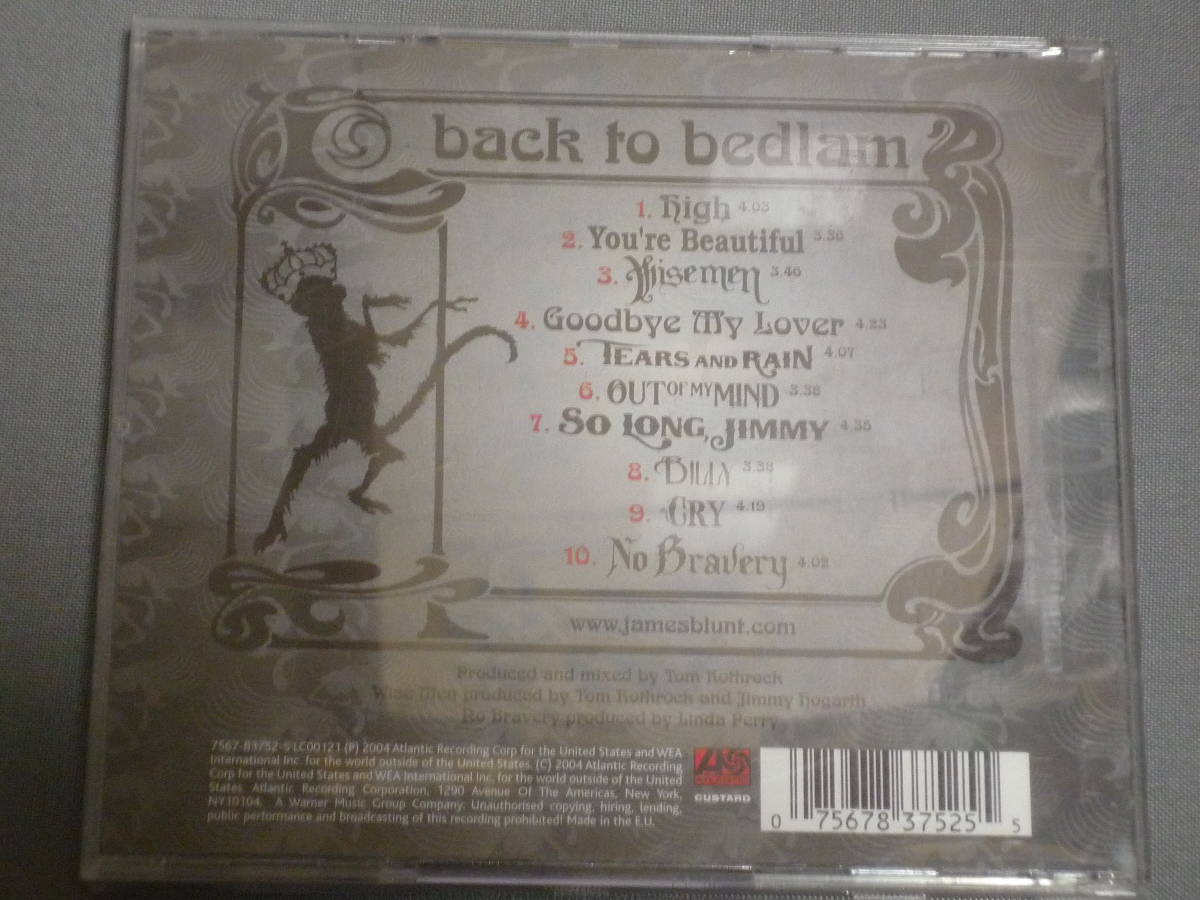 back to bedlam
1. High 4.03
2. You're Beautiful 3.30
3. Wisemen 3.40
4. Goodbye My Lover 4.23
5. TEARS AND RAIN 4.07
6. OUT OF MY MIND 3.38
7. SO LONG, JIMMY 4.35
8. BILLY 3.38
9. CRY 4.19
10. No Bravery 4.02
www.jamesblunt.com
Produced and mixed by Tom Rothrock
Wise Men produced by Tom Rothrock and Jimmy Hogarth
No Bravery produced by Linda Perry
7567-83752-5 LC00121 (P) 2004 Atlantic Recording Corp for the United States and WEA
International Inc. for the world outside of the United States. (C) 2004 Atlantic Recording
Corp for the United States and WEA International Inc. for the world outside of the United
States. Atlantic Recording Corporation, 1290 Avenue Of The Americas, New York,
NY10104. A Warner Music Group Company. Unauthorised copying, hiring, lending,
public performance and broadcasting of this recording prohibited! Made in the E.U.
CUSTARD
0 75678 37525 5